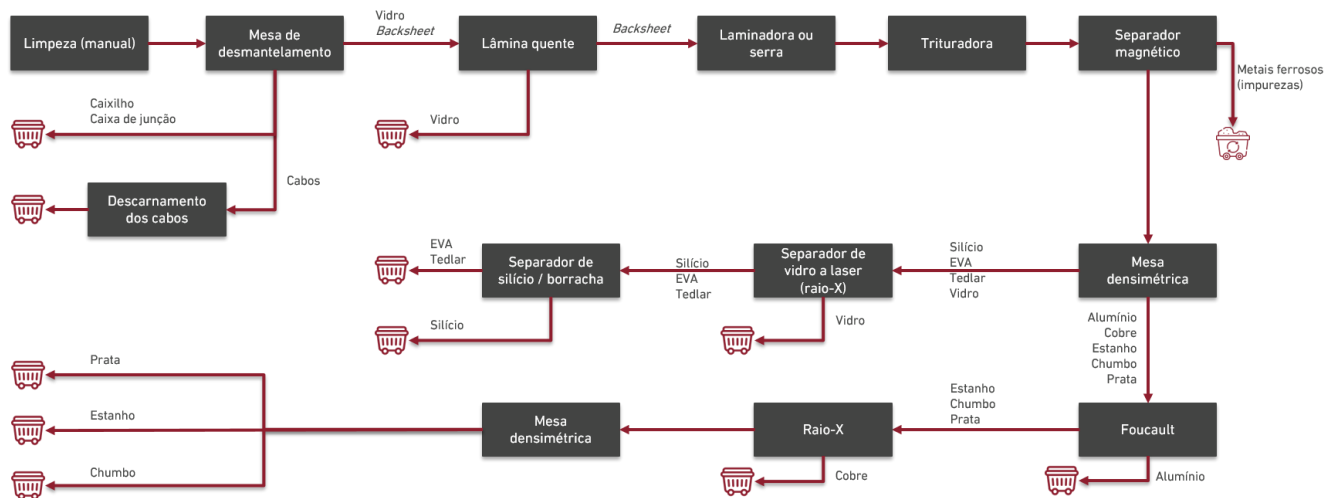 Limpeza (manual)
Mesa de
desmantelamento
Vidro
Backsheet
Lâmina quente
Backsheet
Laminadora ou
serra
Trituradora
Separador
magnético
Metais ferrosos
(impurezas)
Caixilho
Caixa de junção
Vidro
Cabos
Descarnamento
dos cabos
EVA
Tedlar
Separador de
silício / borracha
Silício
EVA
Tedlar
Separador de
vidro a laser
(raio-X)
Silício
EVA
Tedlar
Vidro
Mesa
densimétrica
Silício
Vidro
Alumínio
Cobre
Estanho
Chumbo
Prata
Prata
Estanho
Chumbo
Mesa
densimétrica
Raio-X
Estanho
Chumbo
Prata
Foucault
Cobre
Alumínio